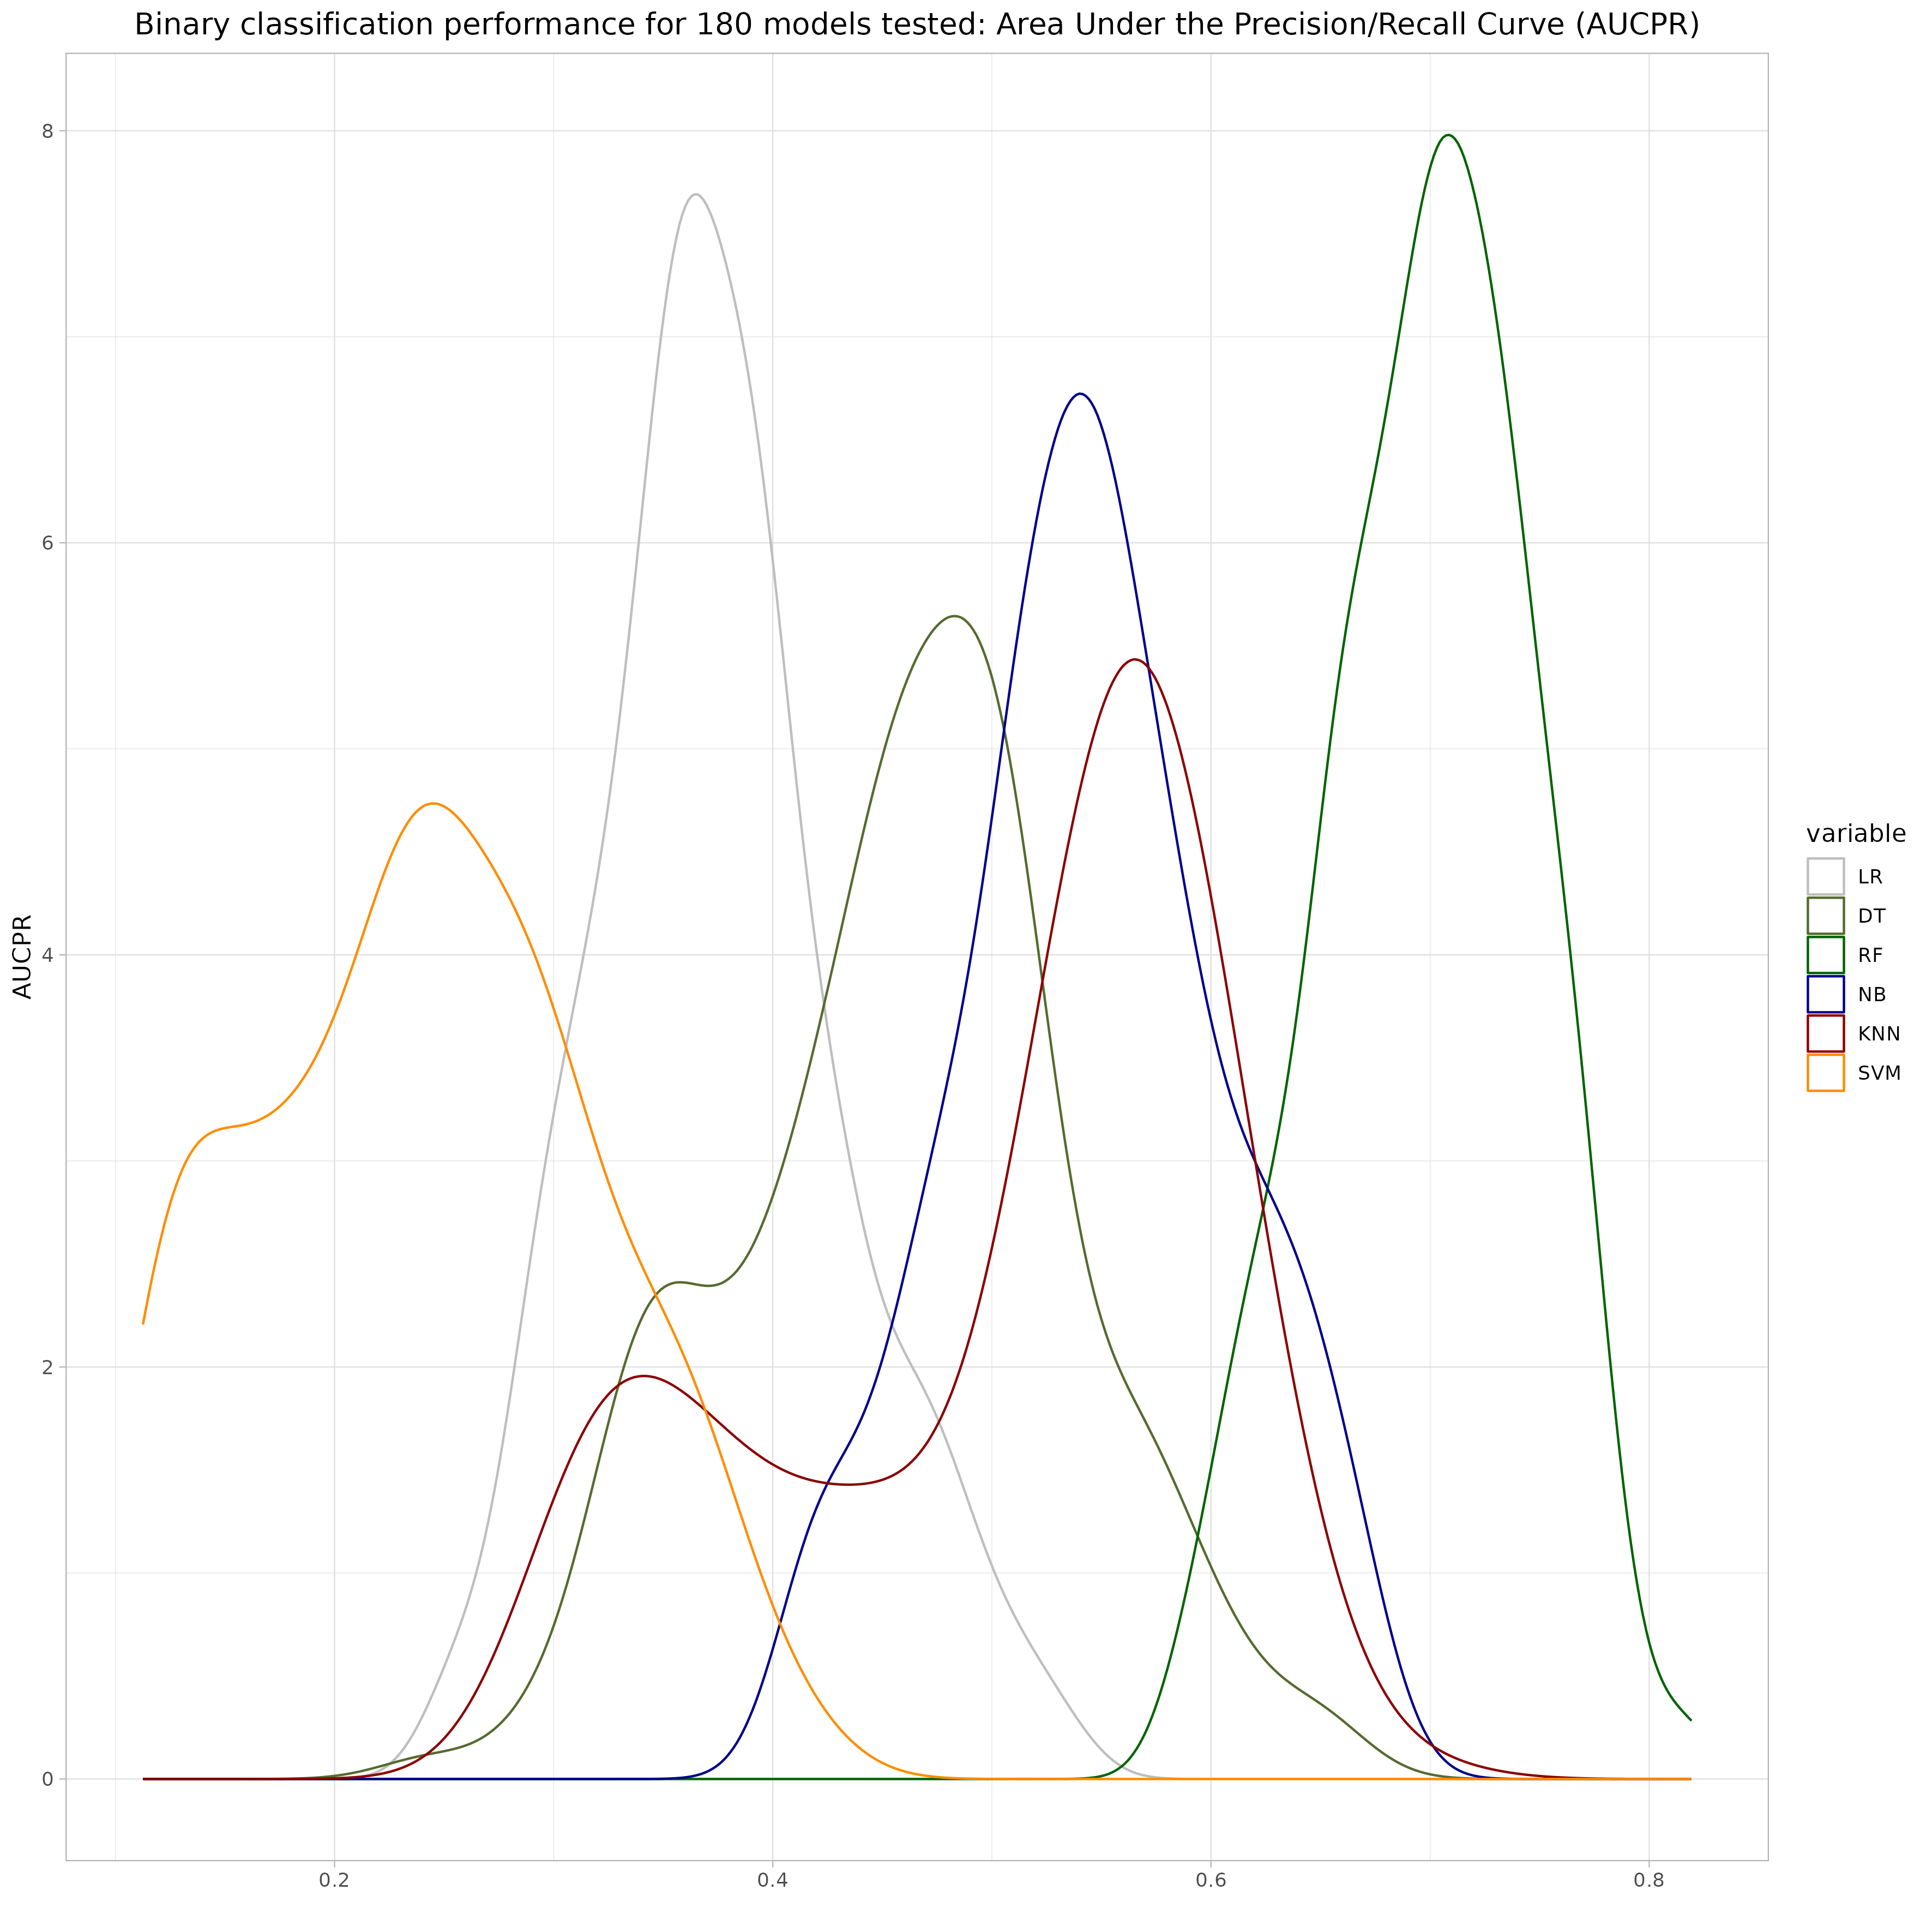 Binary classification performance for 180 models tested: Area Under the Precision/Recall Curve (AUCPR)
8
6
4
2
0
AUCPR
0.2 0.4 0.6 0.8
variable
LR
DT
RF
NB
KNN
SVM